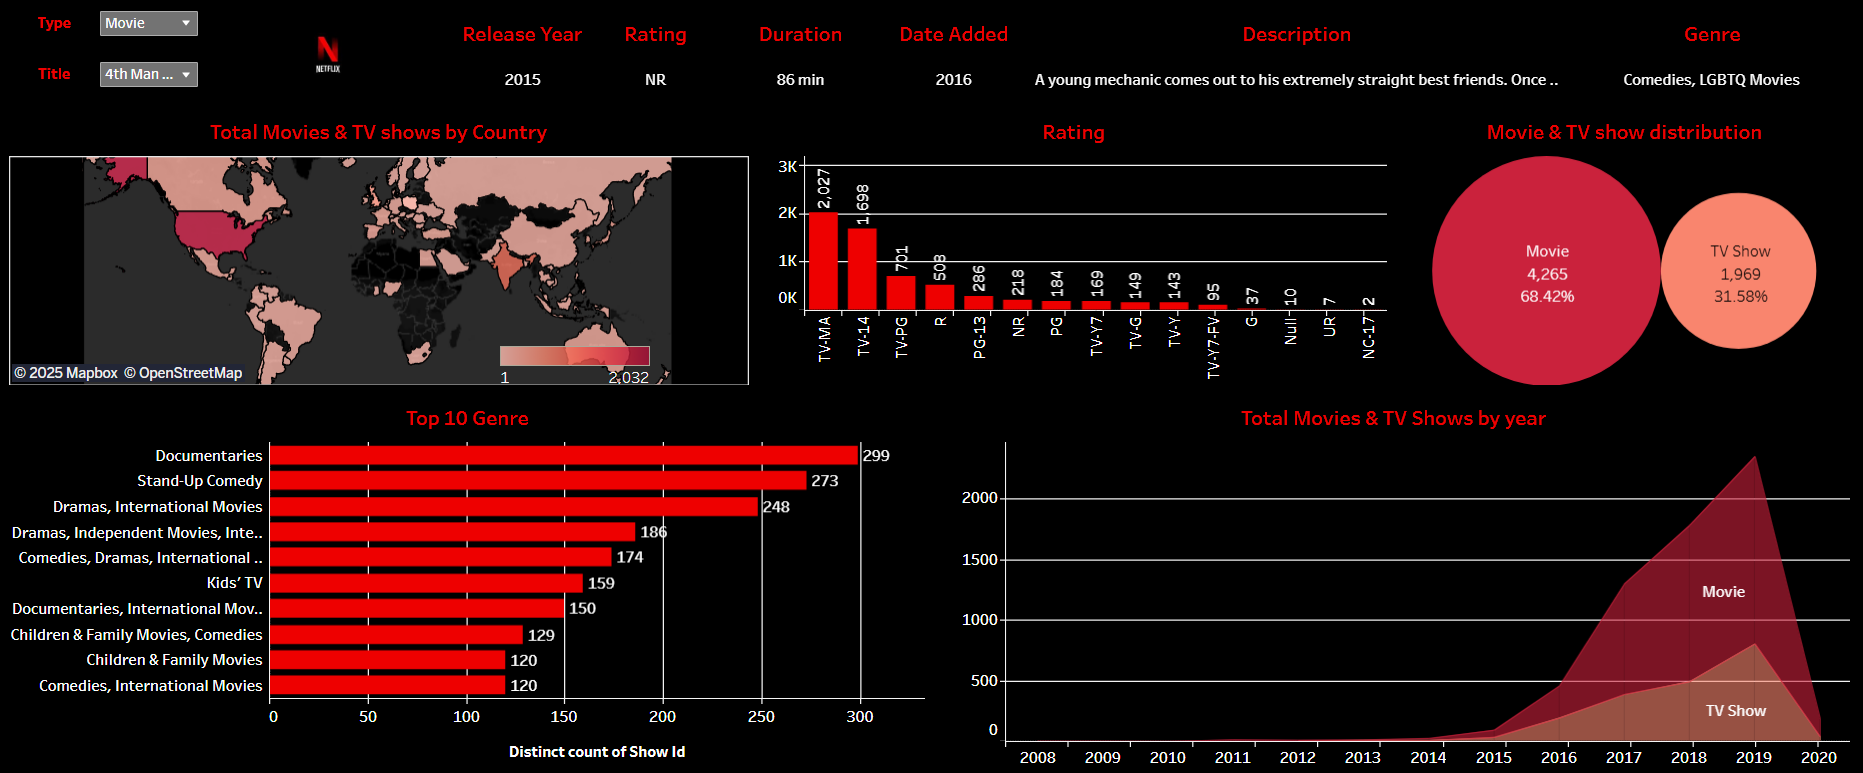 Type
Movie
Title
4th Man ...
N
NETFLIX
Release Year
2015
Rating
NR
Duration
86 min
Date Added
2016
Description
A young mechanic comes out to his extremely straight best friends. Once ..
Genre
Comedies, LGBTQ Movies
Total Movies & TV shows by Country
© 2025 Mapbox © OpenStreetMap
1
2,032
Rating
3K
2K
1K
0K
2,027
1,698
701
508
286
218
184
169
149
143
95
37
10
7
2
TV-MA
TV-14
TV-PG
R
PG-13
NR
PG
TV-Y7
TV-G
TV-Y
TV-Y7-FV
G
Null
UR
NC-17
Movie & TV show distribution
Movie
4,265
68.42%
TV Show
1,969
31.58%
Top 10 Genre
Documentaries 299
Stand-Up Comedy 273
Dramas, International Movies 248
Dramas, Independent Movies, Inte.. 186
Comedies, Dramas, International .. 174
Kids' TV 159
Documentaries, International Mov.. 150
Children & Family Movies, Comedies 129
Children & Family Movies 120
Comedies, International Movies 120
0 50 100 150 200 250 300
Distinct count of Show Id
Total Movies & TV Shows by year
2000
1500
1000
500
0
Movie
TV Show
2008 2009 2010 2011 2012 2013 2014 2015 2016 2017 2018 2019 2020